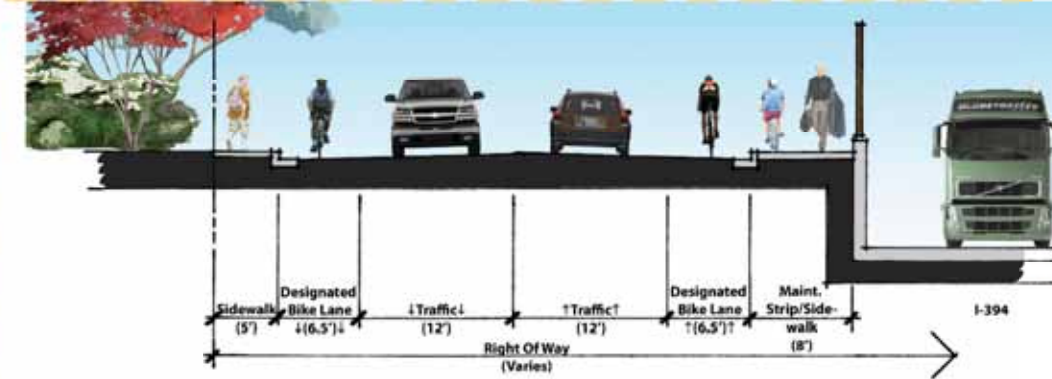 Sidewalk
(5')
Designated
Bike Lane
↓(6.5')↓
↓Traffic↓
(12')
↑Traffic↑
(12')
Designated
Bike Lane
↑(6.5')↑
Maint.
Strip/Side-
walk
(8')
I-394
Right Of Way
(Varies)